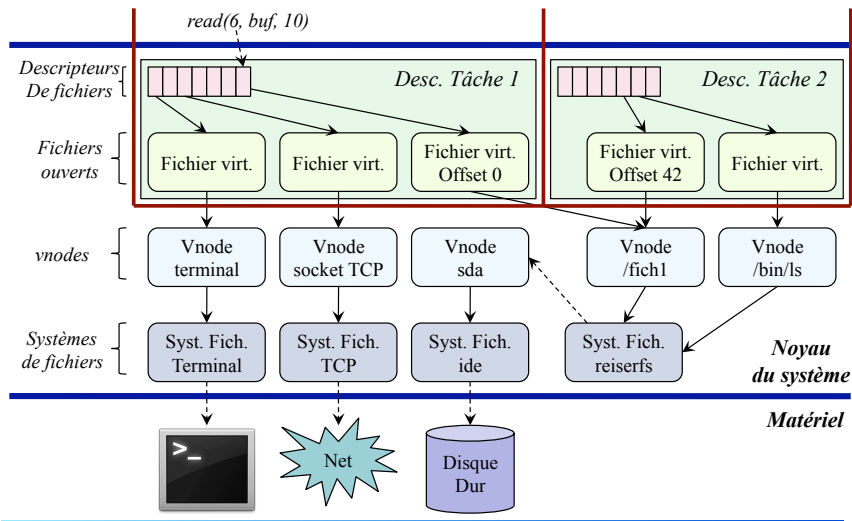 read(6, buf, 10)
Descripteurs
De fichiers
Desc. Tâche 1
Desc. Tâche 2
Fichiers
ouverts
Fichier virt.
Fichier virt.
Fichier virt.
Offset 0
Fichier virt.
Offset 42
Fichier virt.
vnodes
Vnode
terminal
Vnode
socket TCP
Vnode
sda
Vnode
/fich1
Vnode
/bin/ls
Systèmes
de fichiers
Syst. Fich.
Terminal
Syst. Fich.
TCP
Syst. Fich.
ide
Syst. Fich.
reiserfs
Noyau
du système
Matériel
>_
Net
Disque
Dur